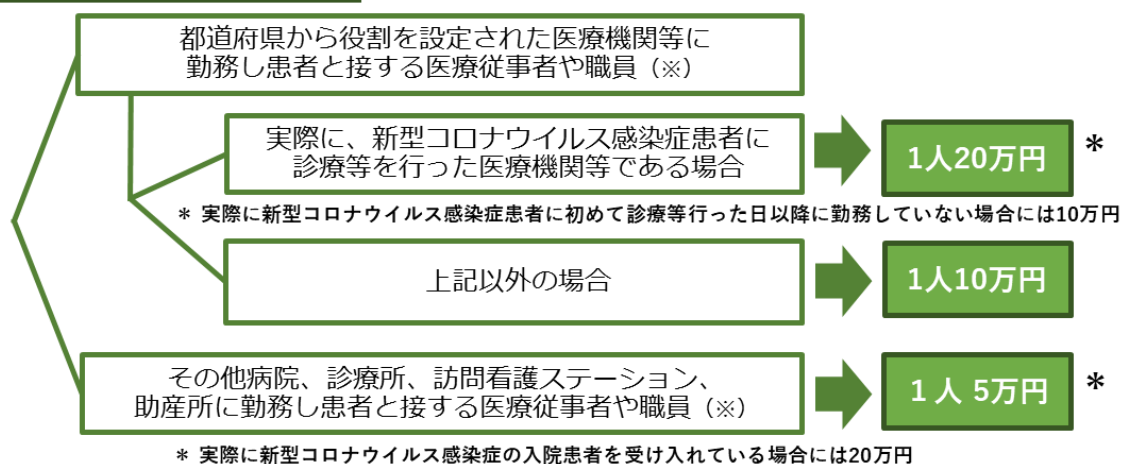 都道府県から役割を設定された医療機関等に
勤務し患者と接する医療従事者や職員（※）
実際に、新型コロナウイルス感染症患者に
診療等を行った医療機関等である場合
1人20万円 *
* 実際に新型コロナウイルス感染症患者に初めて診療等行った日以降に勤務していない場合には10万円
上記以外の場合
1人10万円
その他病院、診療所、訪問看護ステーション、
助産所に勤務し患者と接する医療従事者や職員（※）
1人 5万円 *
* 実際に新型コロナウイルス感染症の入院患者を受け入れている場合には20万円